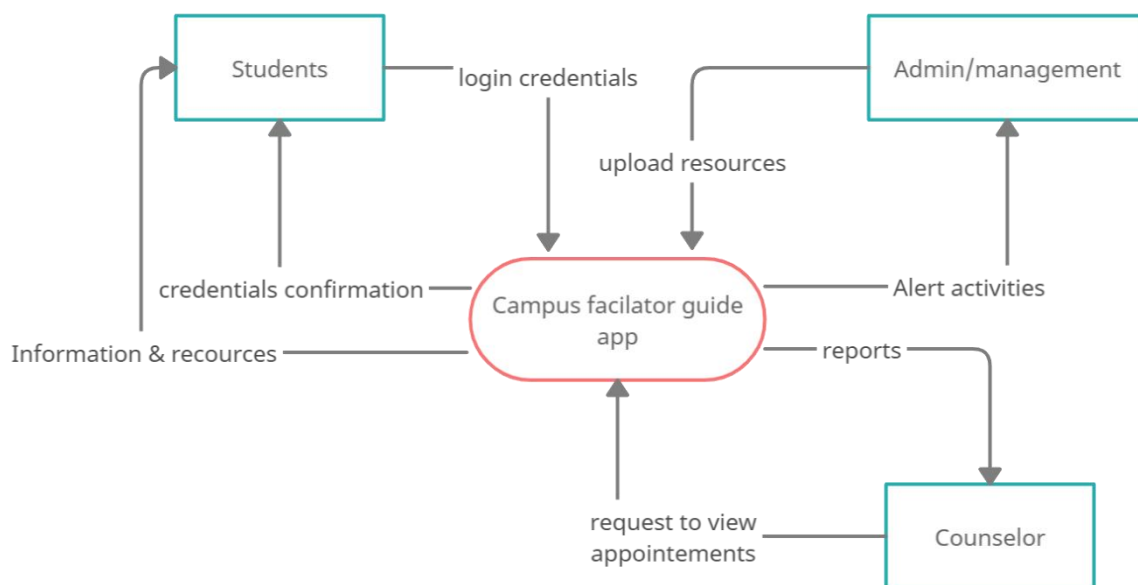 Students
Admin/management
login credentials
upload resources
credentials confirmation
Campus facilator guide
app
Alert activities
Information & recources
reports
request to view
appointements
Counselor